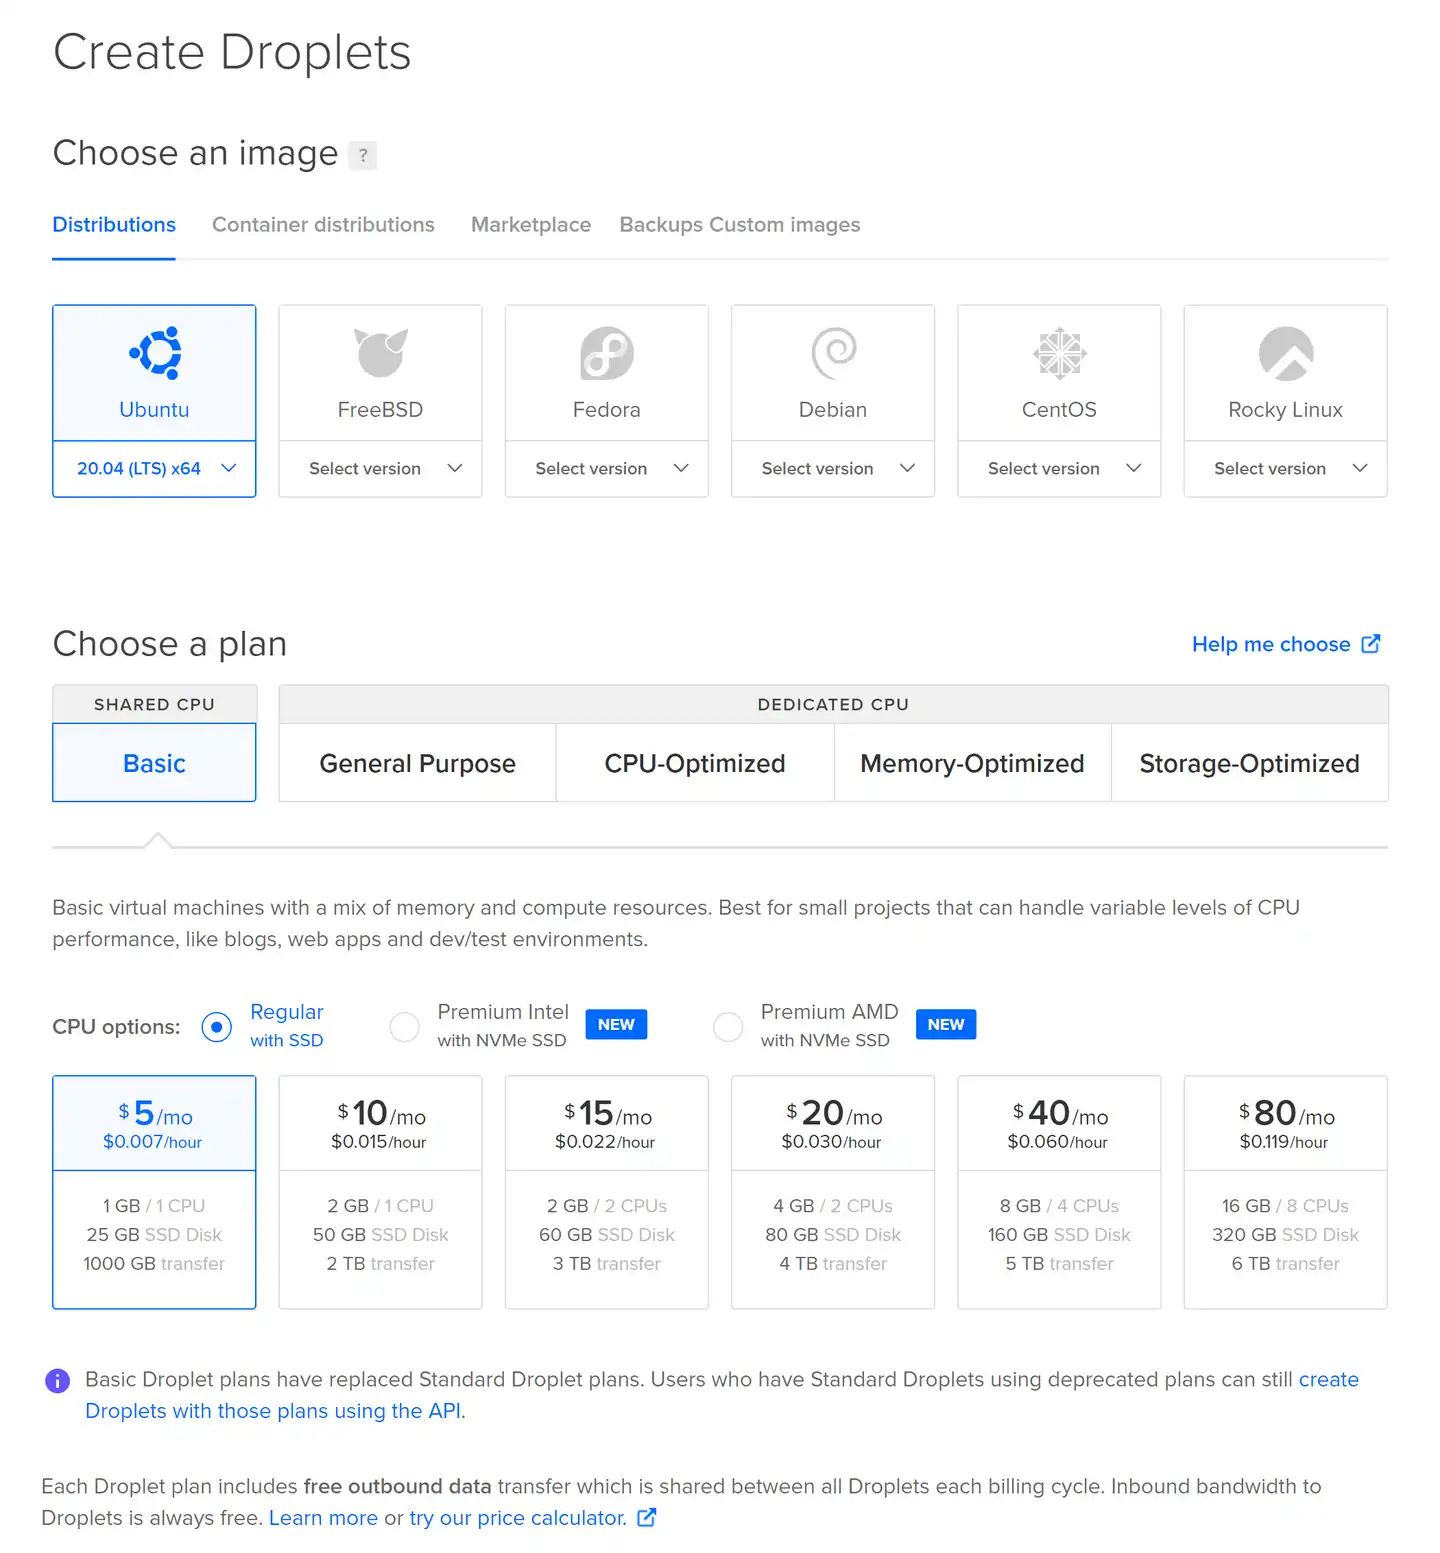 Create Droplets
Choose an image ?
Distributions Container distributions Marketplace Backups Custom images
Ubuntu FreeBSD Fedora Debian CentOS Rocky Linux
20.04 (LTS) x64 Select version Select version Select version Select version Select version
Choose a plan Help me choose
SHARED CPU DEDICATED CPU
Basic General Purpose CPU-Optimized Memory-Optimized Storage-Optimized
Basic virtual machines with a mix of memory and compute resources. Best for small projects that can handle variable levels of CPU
performance, like blogs, web apps and dev/test environments.
CPU options: Regular with SSD Premium Intel with NVMe SSD NEW Premium AMD with NVMe SSD NEW
$5/mo $10/mo $15/mo $20/mo $40/mo $80/mo
$0.007/hour $0.015/hour $0.022/hour $0.030/hour $0.060/hour $0.119/hour
1 GB / 1 CPU 2 GB / 1 CPU 2 GB / 2 CPUs 4 GB / 2 CPUs 8 GB / 4 CPUs 16 GB / 8 CPUs
25 GB SSD Disk 50 GB SSD Disk 60 GB SSD Disk 80 GB SSD Disk 160 GB SSD Disk 320 GB SSD Disk
1000 GB transfer 2 TB transfer 3 TB transfer 4 TB transfer 5 TB transfer 6 TB transfer
i Basic Droplet plans have replaced Standard Droplet plans. Users who have Standard Droplets using deprecated plans can still create
Droplets with those plans using the API.
Each Droplet plan includes free outbound data transfer which is shared between all Droplets each billing cycle. Inbound bandwidth to
Droplets is always free. Learn more or try our price calculator.